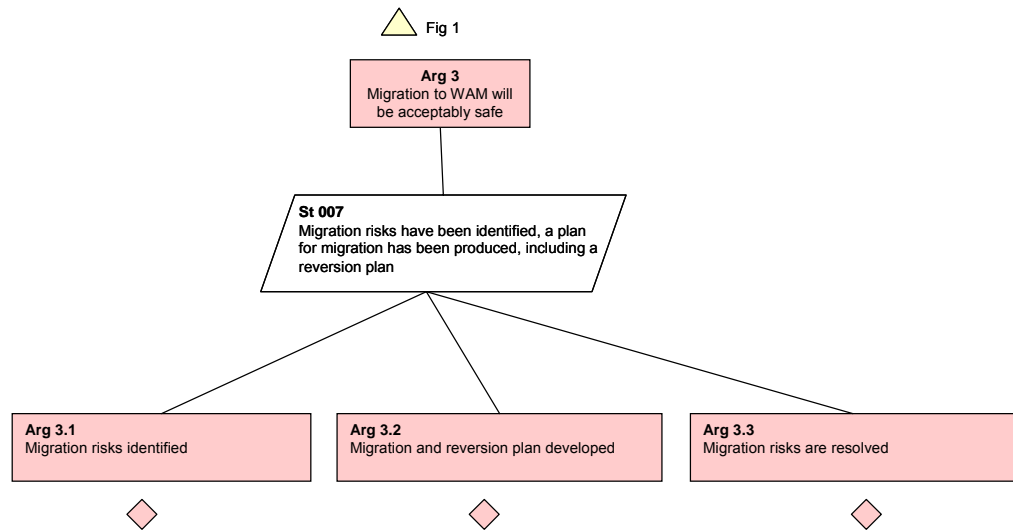 Fig 1
Arg 3
Migration to WAM will
be acceptably safe
St 007
Migration risks have been identified, a plan
for migration has been produced, including a
reversion plan
Arg 3.1
Migration risks identified
Arg 3.2
Migration and reversion plan developed
Arg 3.3
Migration risks are resolved